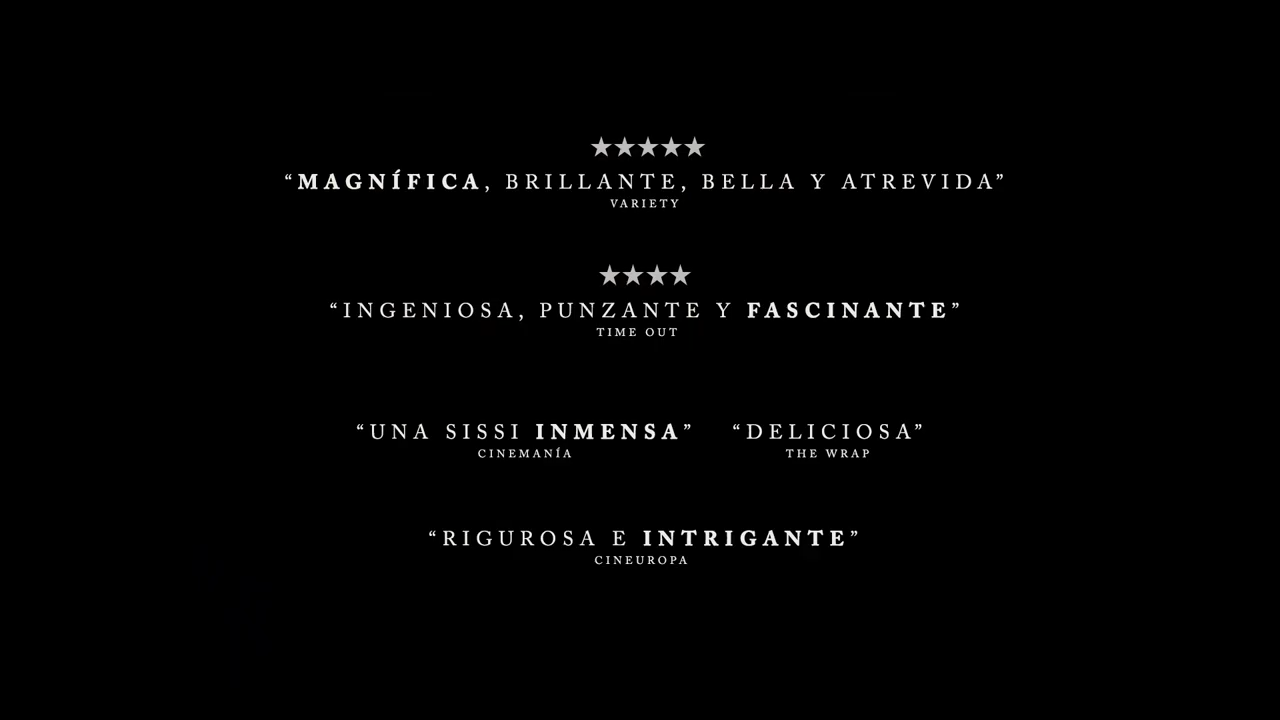 ★★★★★
“MAGNÍFICA, BRILLANTE, BELLA Y ATREVIDA”
VARIETY
★★★★
“INGENIOSA, PUNZANTE Y FASCINANTE”
TIME OUT
“UNA SISSI INMENSA” “DELICIOSA”
CINEMANÍA THE WRAP
“RIGUROSA E INTRIGANTE”
CINEUROPA